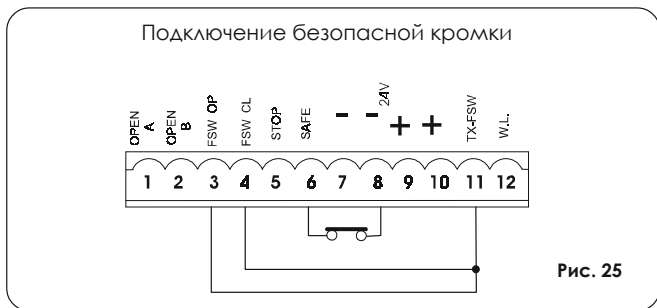 Подключение безопасной кромки
OPEN A
OPEN B
FSW OP
FSW CL
STOP
SAFE
- - 24V
+ +
TX-FSW
W.L.
1 2 3 4 5 6 7 8 9 10 11 12
Рис. 25